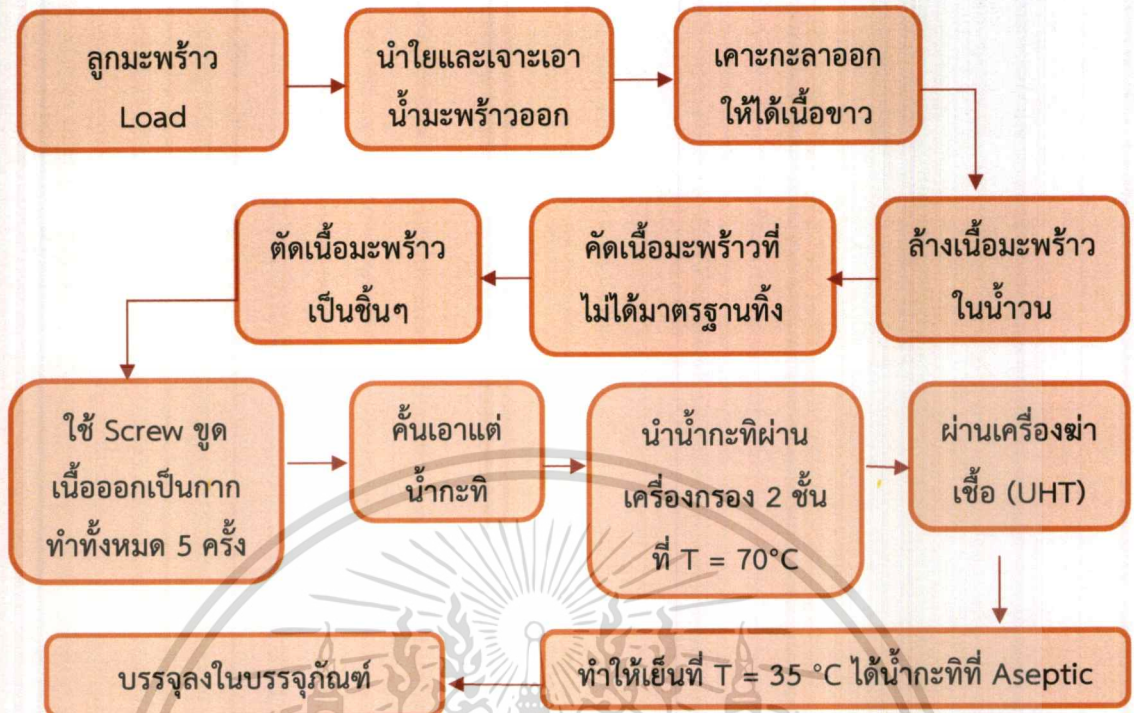 ลูกมะพร้าว
Load
นำใยและเจาะเอา
น้ำมะพร้าวออก
เคาะกะลาออก
ให้ได้เนื้อขาว
ล้างเนื้อมะพร้าว
ในน้ำวน
คัดเนื้อมะพร้าวที่
ไม่ได้มาตรฐานทิ้ง
ตัดเนื้อมะพร้าว
เป็นชิ้นๆ
ใช้ Screw ขูด
เนื้อออกเป็นกาก
ทำทั้งหมด 5 ครั้ง
คั้นเอาแต่
น้ำกะทิ
นำน้ำกะทิผ่าน
เครื่องกรอง 2 ชั้น
ที่ T = 70°C
ผ่านเครื่องฆ่า
เชื้อ (UHT)
ทำให้เย็นที่ T = 35 °C ได้น้ำกะทิที่ Aseptic
บรรจุลงในบรรจุภัณฑ์